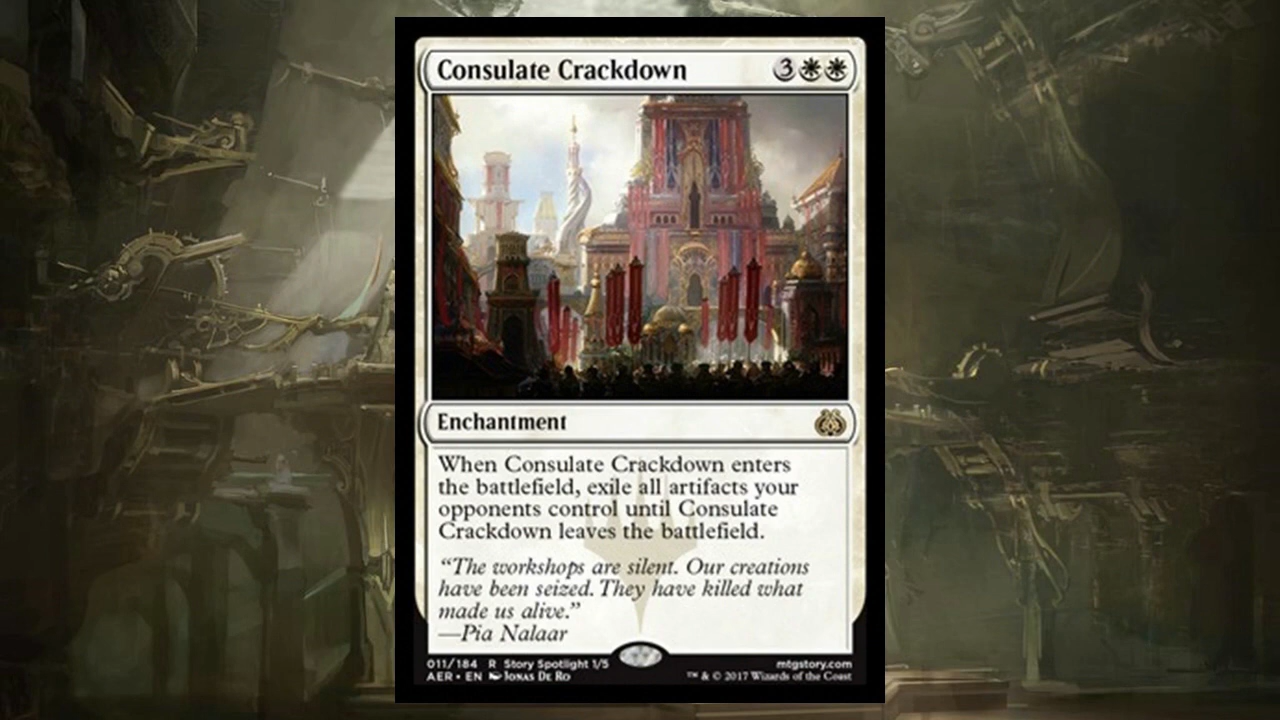 Consulate Crackdown 3
Enchantment
When Consulate Crackdown enters
the battlefield, exile all artifacts your
opponents control until Consulate
Crackdown leaves the battlefield.
“The workshops are silent. Our creations
have been seized. They have killed what
made us alive.”
—Pia Nalaar
011/184 R Story Spotlight 1/5
mtgstory.com
AER • EN Jonas De Ro
™ & © 2017 Wizards of the Coast